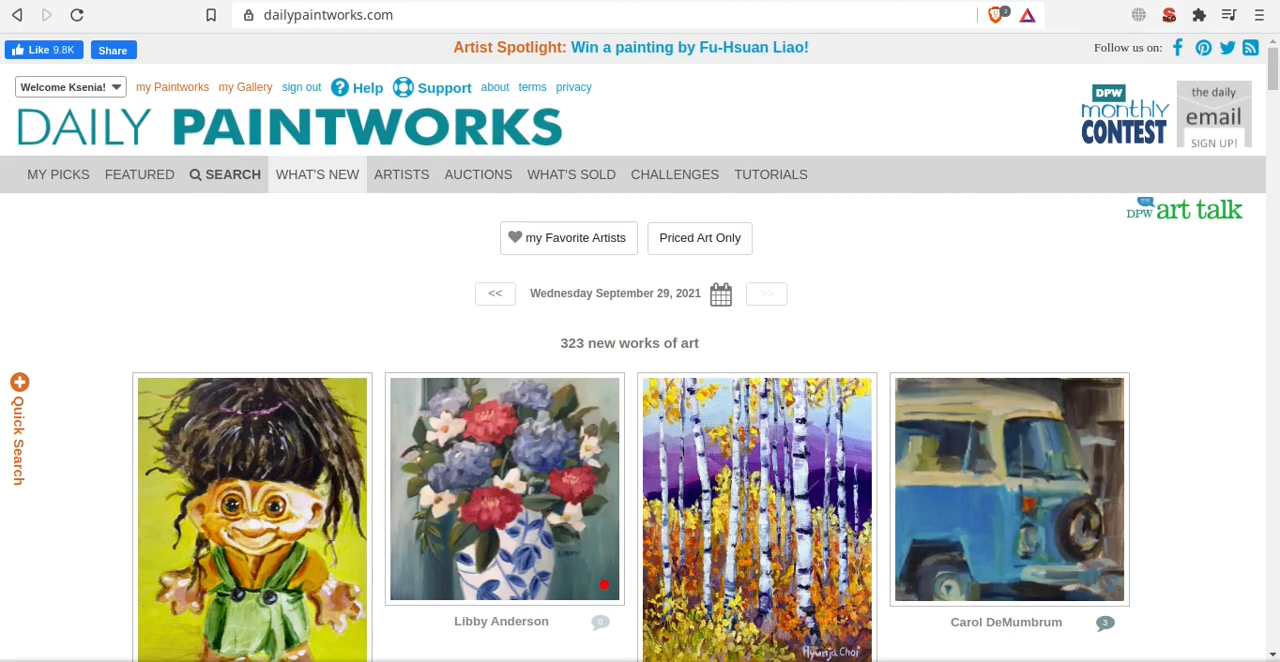 dailypaintworks.com
Like 9.8K
Share
Artist Spotlight: Win a painting by Fu-Hsuan Liao!
Follow us on:
Welcome Ksenia!
my Paintworks
my Gallery
sign out
Help
Support
about
terms
privacy
DAILY PAINTWORKS
DPW
monthly
CONTEST
the daily
email
SIGN UP!
MY PICKS
FEATURED
SEARCH
WHAT'S NEW
ARTISTS
AUCTIONS
WHAT'S SOLD
CHALLENGES
TUTORIALS
DPW art talk
my Favorite Artists
Priced Art Only
<<
Wednesday September 29, 2021
>>
323 new works of art
Quick Search
LIBBY
Libby Anderson
0
Hyunja Choi
Carol DeMumbrum
3